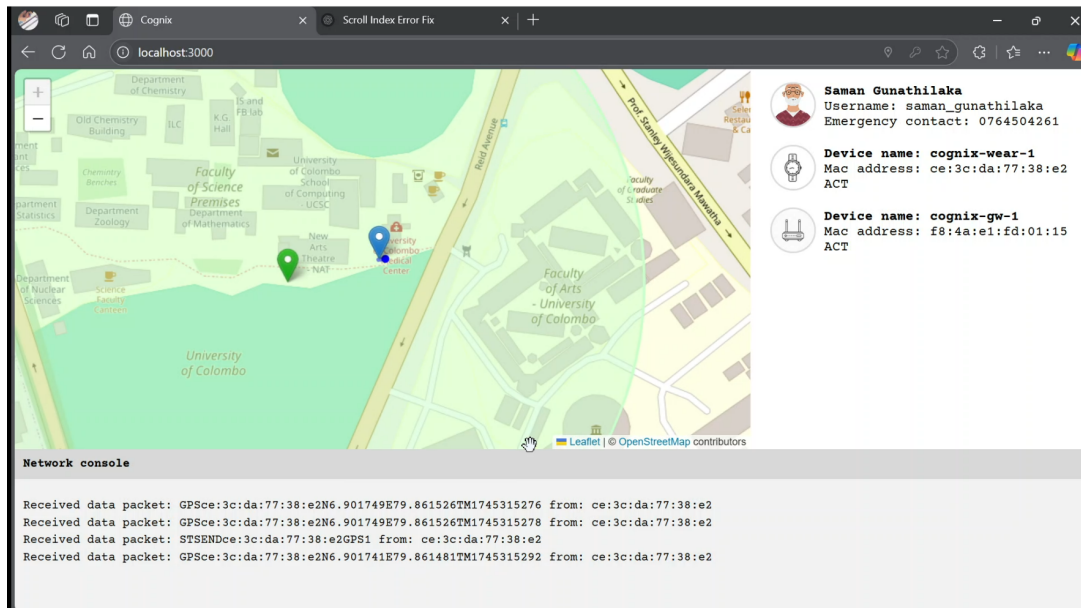 Cognix
Scroll Index Error Fix
localhost:3000
+
−
Department
of Chemistry
IS and
FB lab
Old Chemistry
Building
ILC
K.G.
Hall
Chemistry
Benches
Faculty
of Science
Premises
University
of Colombo
School
of Computing
- UCSC
Department
Statistics
Department
Zoology
Department
of Mathematics
New
Arts
Theatre
- NAT
Medical
Center
Department
of Nuclear
Sciences
Science
Faculty
Canteen
University
of Colombo
Reid Avenue
Prof. Stanley Wijesundara Mawatha
of Graduate
Studies
Faculty
of Arts
- University
of Colombo
& Ca
Leaflet | © OpenStreetMap contributors
Saman Gunathilaka
Username: saman_gunathilaka
Emergency contact: 0764504261
Device name: cognix-wear-1
Mac address: ce:3c:da:77:38:e2
ACT
Device name: cognix-gw-1
Mac address: f8:4a:e1:fd:01:15
ACT
Network console
Received data packet: GPSce:3c:da:77:38:e2N6.901749E79.861526TM1745315276 from: ce:3c:da:77:38:e2
Received data packet: GPSce:3c:da:77:38:e2N6.901749E79.861526TM1745315278 from: ce:3c:da:77:38:e2
Received data packet: STSENDce:3c:da:77:38:e2GPS1 from: ce:3c:da:77:38:e2
Received data packet: GPSce:3c:da:77:38:e2N6.901741E79.861481TM1745315292 from: ce:3c:da:77:38:e2